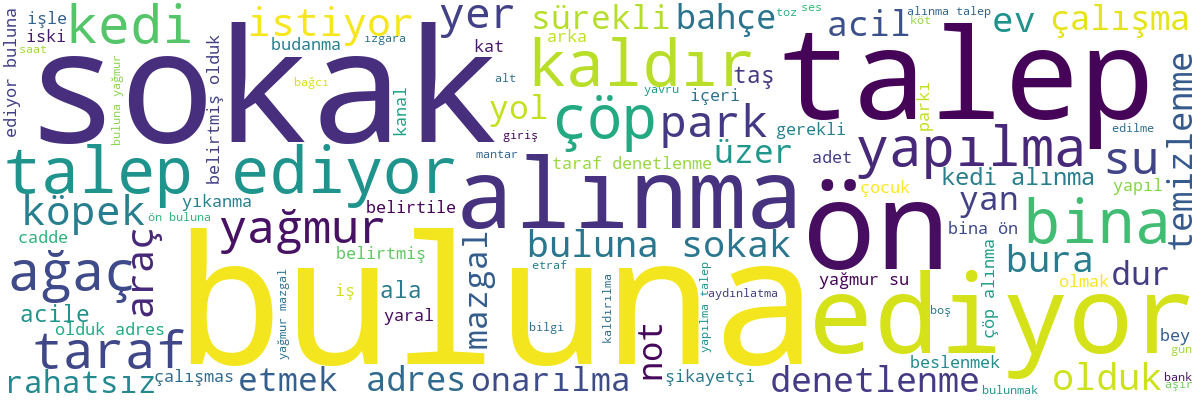 işle
iski
saat
kedi
istiyor
budanma
ızgara
bağcı
yer
kat
sürekli
arka
bahçe
toz
ses
acil
alınma talep
köt
ev
çalışma
ediyor buluna
buluna yağmur
belirtmiş olduk
sokak
kanal
alt
yol
giriş
kaldır
yavru
taş
içeri
talep
parkı
temizlenme
çöp
park
gerekli
edilme
mantar
taraf denetlenme
üzer
adet
yapılma
su
talep ediyor
alınma
ön
çocuk
kedi alınma
yapıl
köpek
yıkanma
ön buluna
cadde
yağmur
belirtile
belirtmiş
yan
bina ön
bina
ağaç
araç
mazgal
buluna sokak
etraf
yağmur su
bura
dur
olmak
acile
olduk adres
yağmur mazgal
iş
ala
yaral
buluna
bilgi
kaldırılma
aydınlatma
yapılma talep
ediyor
boş
çöp alınma
bey
gun
taraf
not
beslenmek
rahatsız
çalışmas
etmek
adres
onarılma
şikayetçi
denetlenme
bulunmak
olduk
bank
aşır